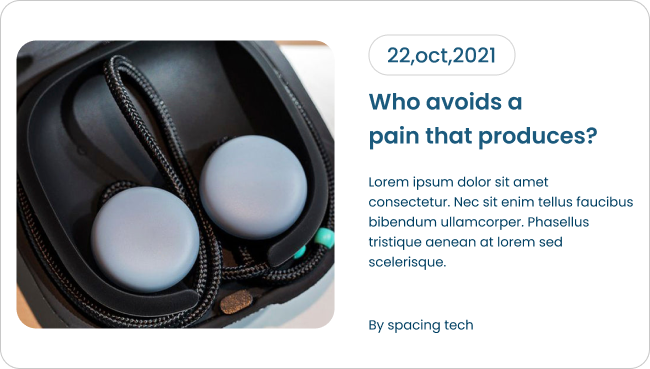 22,oct,2021
Who avoids a
pain that produces?
Lorem ipsum dolor sit amet
consectetur. Nec sit enim tellus faucibus
bibendum ullamcorper. Phasellus
tristique aenean at lorem sed
scelerisque.
By spacing tech